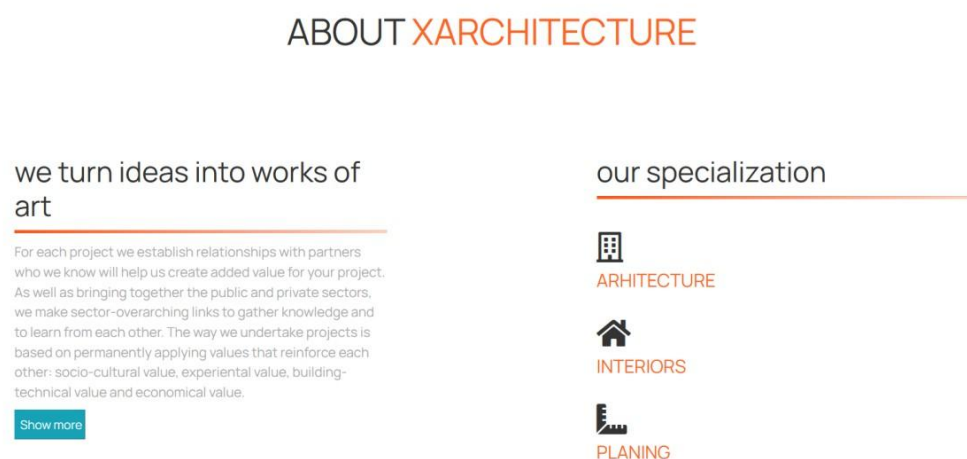 ABOUT XARCHITECTURE
we turn ideas into works of
art
For each project we establish relationships with partners
who we know will help us create added value for your project.
As well as bringing together the public and private sectors,
we make sector-overarching links to gather knowledge and
to learn from each other. The way we undertake projects is
based on permanently applying values that reinforce each
other: socio-cultural value, experiental value, building-
technical value and economical value.
Show more
our specialization
ARHITECTURE
INTERIORS
PLANING